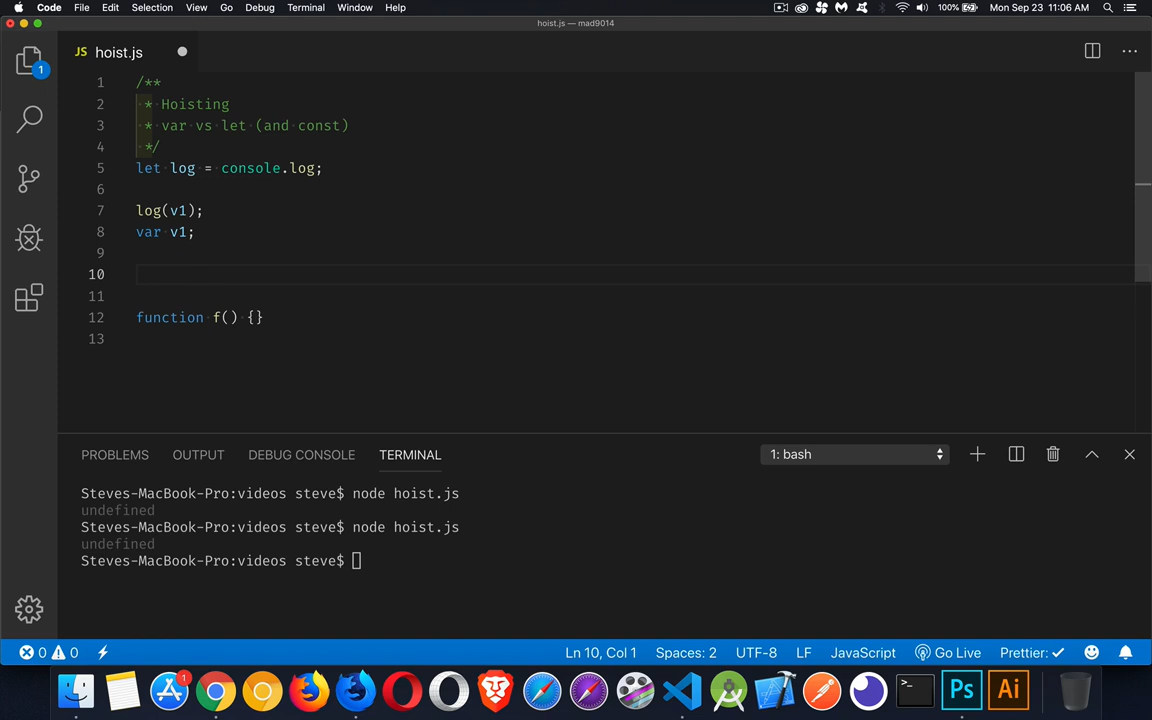 Code File Edit Selection View Go Debug Terminal Window Help 100% Mon Sep 23 11:06 AM
hoist.js — mad9014
JS hoist.js
1
1 /**
2 * Hoisting
3 * var vs let (and const)
4 */
5 let log = console.log;
6
7 log(v1);
8 var v1;
9
10
11
12 function f() {}
13
PROBLEMS OUTPUT DEBUG CONSOLE TERMINAL 1: bash
Steves-MacBook-Pro:videos steve$ node hoist.js
undefined
Steves-MacBook-Pro:videos steve$ node hoist.js
undefined
Steves-MacBook-Pro:videos steve$
0 0 Ln 10, Col 1 Spaces: 2 UTF-8 LF JavaScript Go Live Prettier: ✓
1
>_ Ps Ai